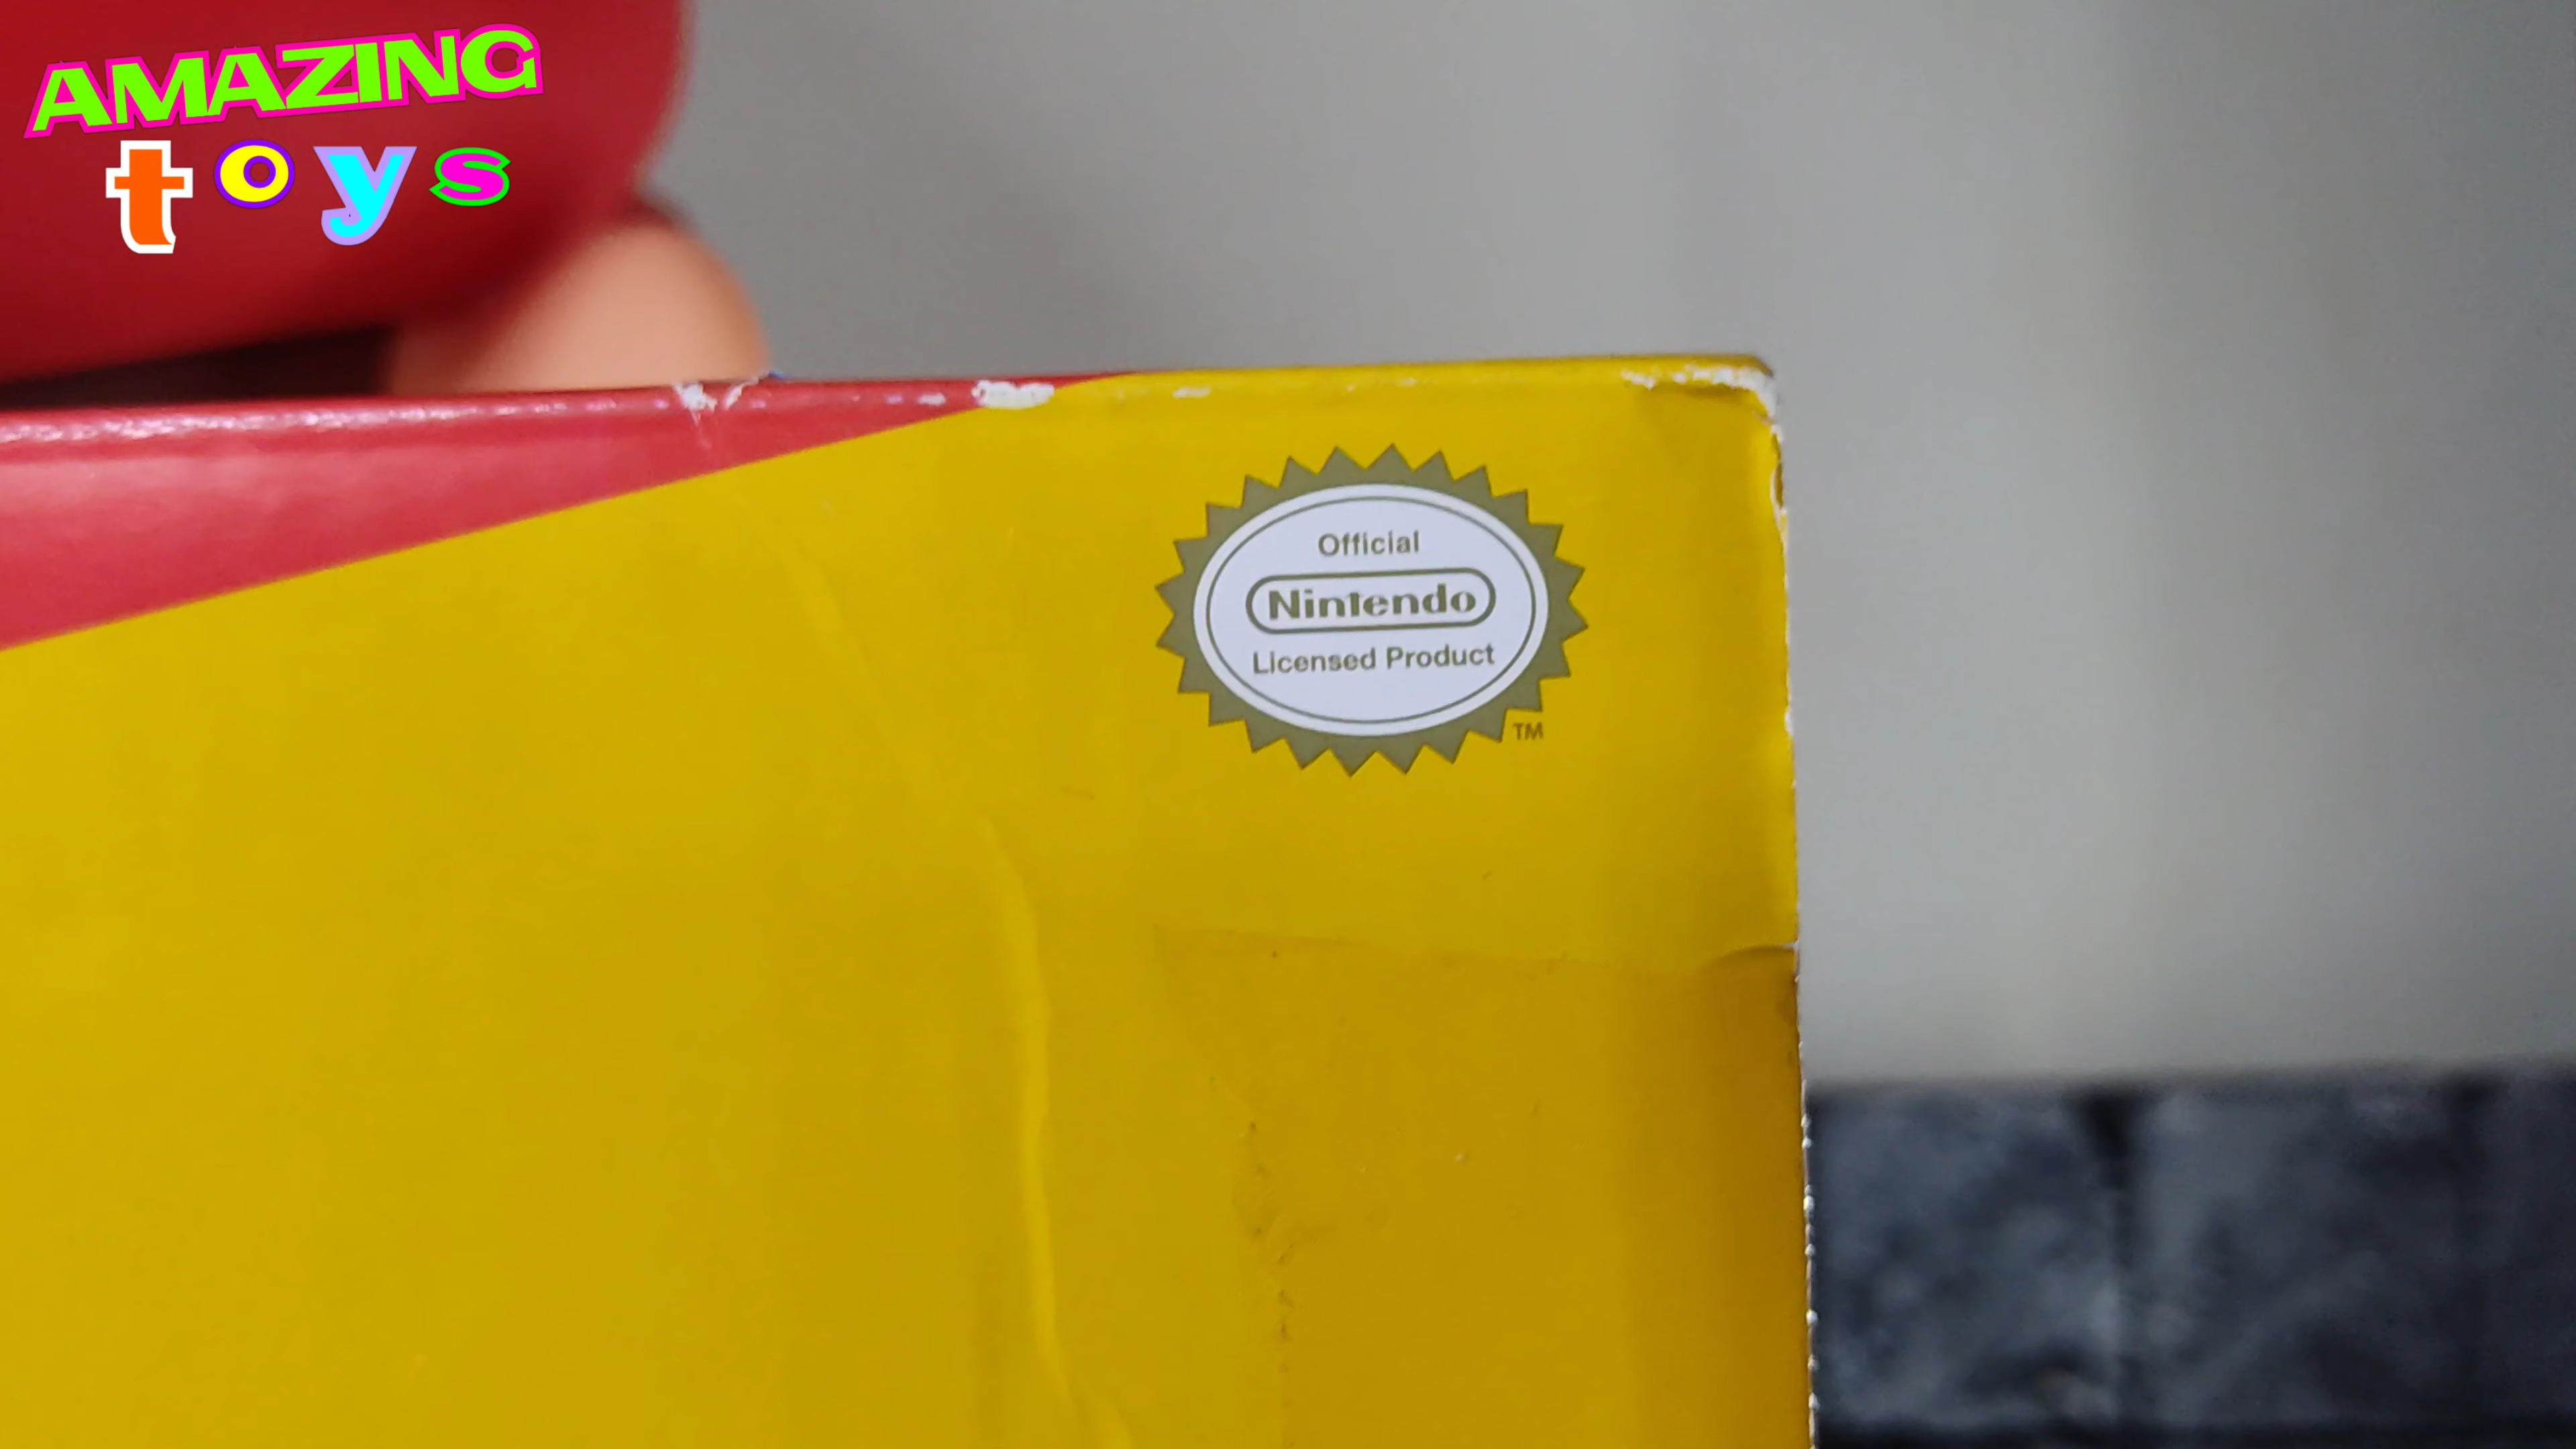 AMAZING
toys
Official
Nintendo
Licensed Product
TM